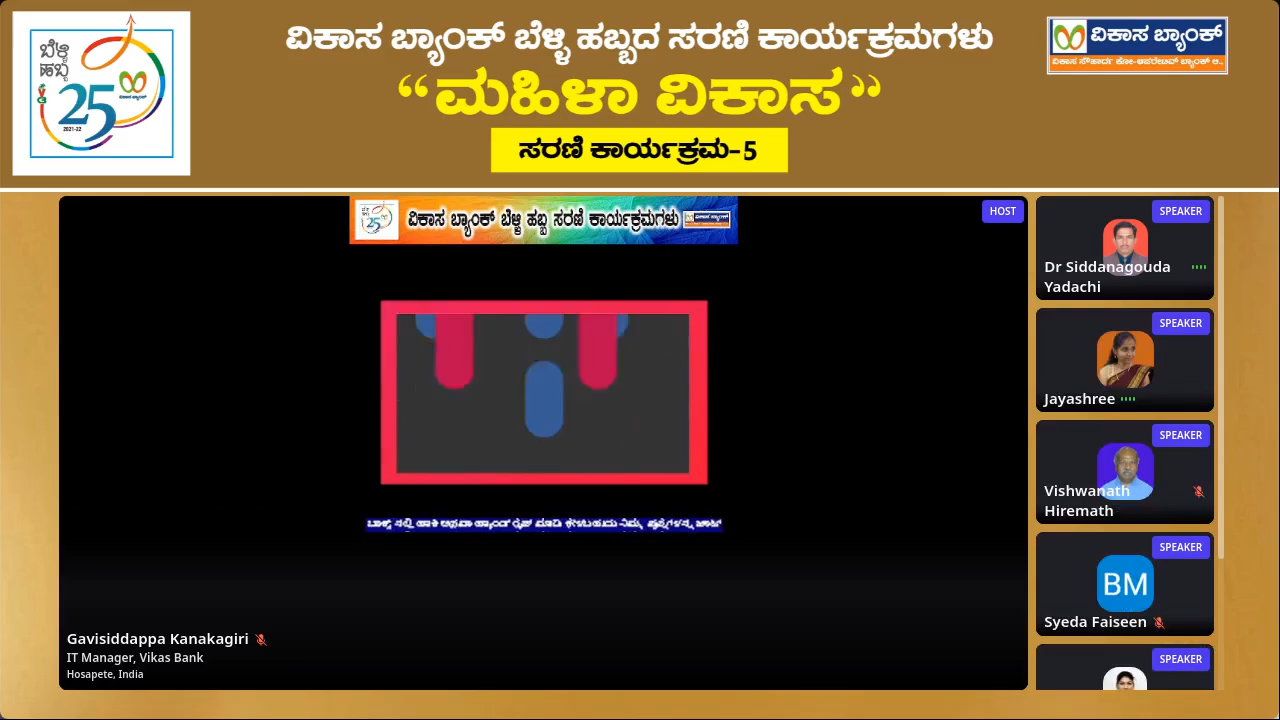 ಬೆಳ್ಳಿ
ಹಬ್ಬ
25
2021-22
ವಿಕಾಸ ಬ್ಯಾಂಕ್ ಬೆಳ್ಳಿ ಹಬ್ಬದ ಸರಣಿ ಕಾರ್ಯಕ್ರಮಗಳು
“ಮಹಿಳಾ ವಿಕಾಸ”
ಸರಣಿ ಕಾರ್ಯಕ್ರಮ-5
ವಿಕಾಸ ಬ್ಯಾಂಕ್
ವಿಕಾಸ ಸೌಹಾರ್ದ ಕೋ-ಆಪರೇಟಿವ್ ಬ್ಯಾಂಕ್ ಲಿ.,
25
ವಿಕಾಸ ಬ್ಯಾಂಕ್ ಬೆಳ್ಳಿ ಹಬ್ಬ ಸರಣಿ ಕಾರ್ಯಕ್ರಮಗಳು
ವಿಕಾಸ ಬ್ಯಾಂಕ್
HOST
Gavisiddappa Kanakagiri
IT Manager, Vikas Bank
Hosapete, India
SPEAKER
Dr Siddanagouda
Yadachi
SPEAKER
Jayashree
SPEAKER
Vishwanath
Hiremath
SPEAKER
BM
Syeda Faiseen
SPEAKER